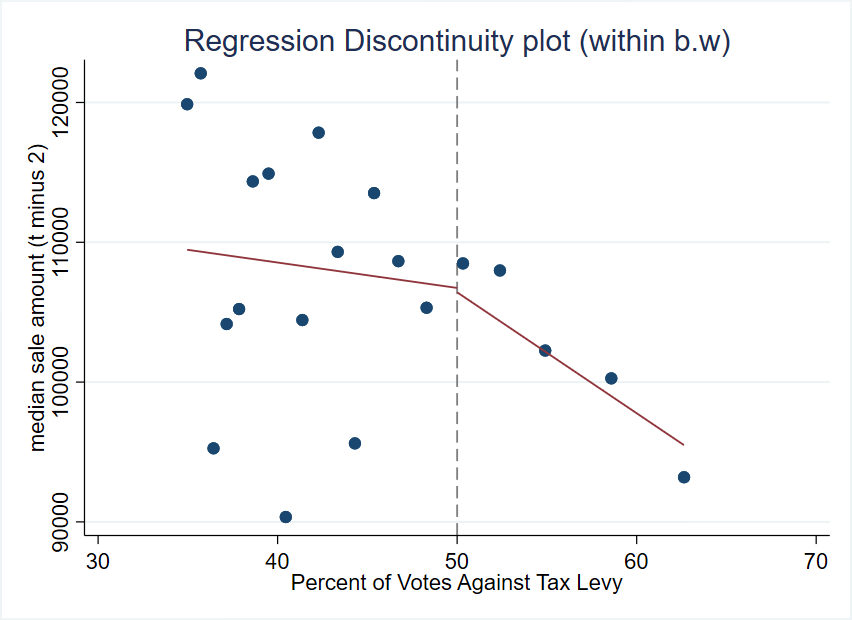 Regression Discontinuity plot (within b.w)
median sale amount (t minus 2)
120000
110000
100000
90000
30 40 50 60 70
Percent of Votes Against Tax Levy